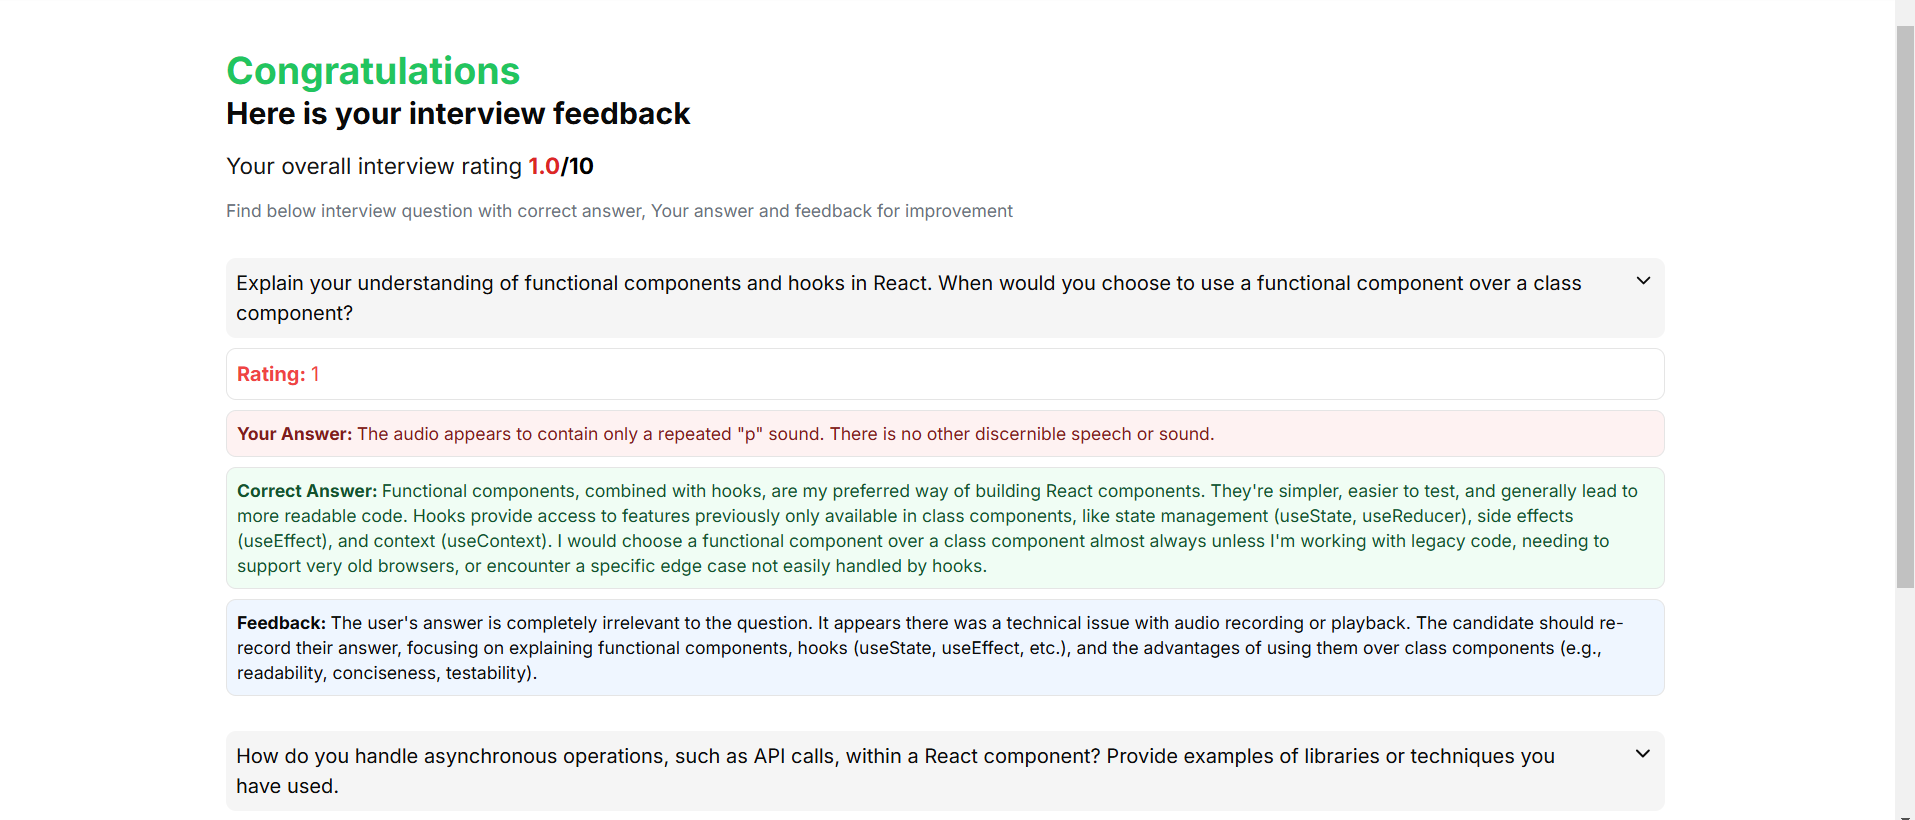 Congratulations
Here is your interview feedback
Your overall interview rating 1.0/10
Find below interview question with correct answer, Your answer and feedback for improvement
Explain your understanding of functional components and hooks in React. When would you choose to use a functional component over a class
component?
Rating: 1
Your Answer: The audio appears to contain only a repeated "p" sound. There is no other discernible speech or sound.
Correct Answer: Functional components, combined with hooks, are my preferred way of building React components. They're simpler, easier to test, and generally lead to
more readable code. Hooks provide access to features previously only available in class components, like state management (useState, useReducer), side effects
(useEffect), and context (useContext). I would choose a functional component over a class component almost always unless I'm working with legacy code, needing to
support very old browsers, or encounter a specific edge case not easily handled by hooks.
Feedback: The user's answer is completely irrelevant to the question. It appears there was a technical issue with audio recording or playback. The candidate should re-
record their answer, focusing on explaining functional components, hooks (useState, useEffect, etc.), and the advantages of using them over class components (e.g.,
readability, conciseness, testability).
How do you handle asynchronous operations, such as API calls, within a React component? Provide examples of libraries or techniques you
have used.